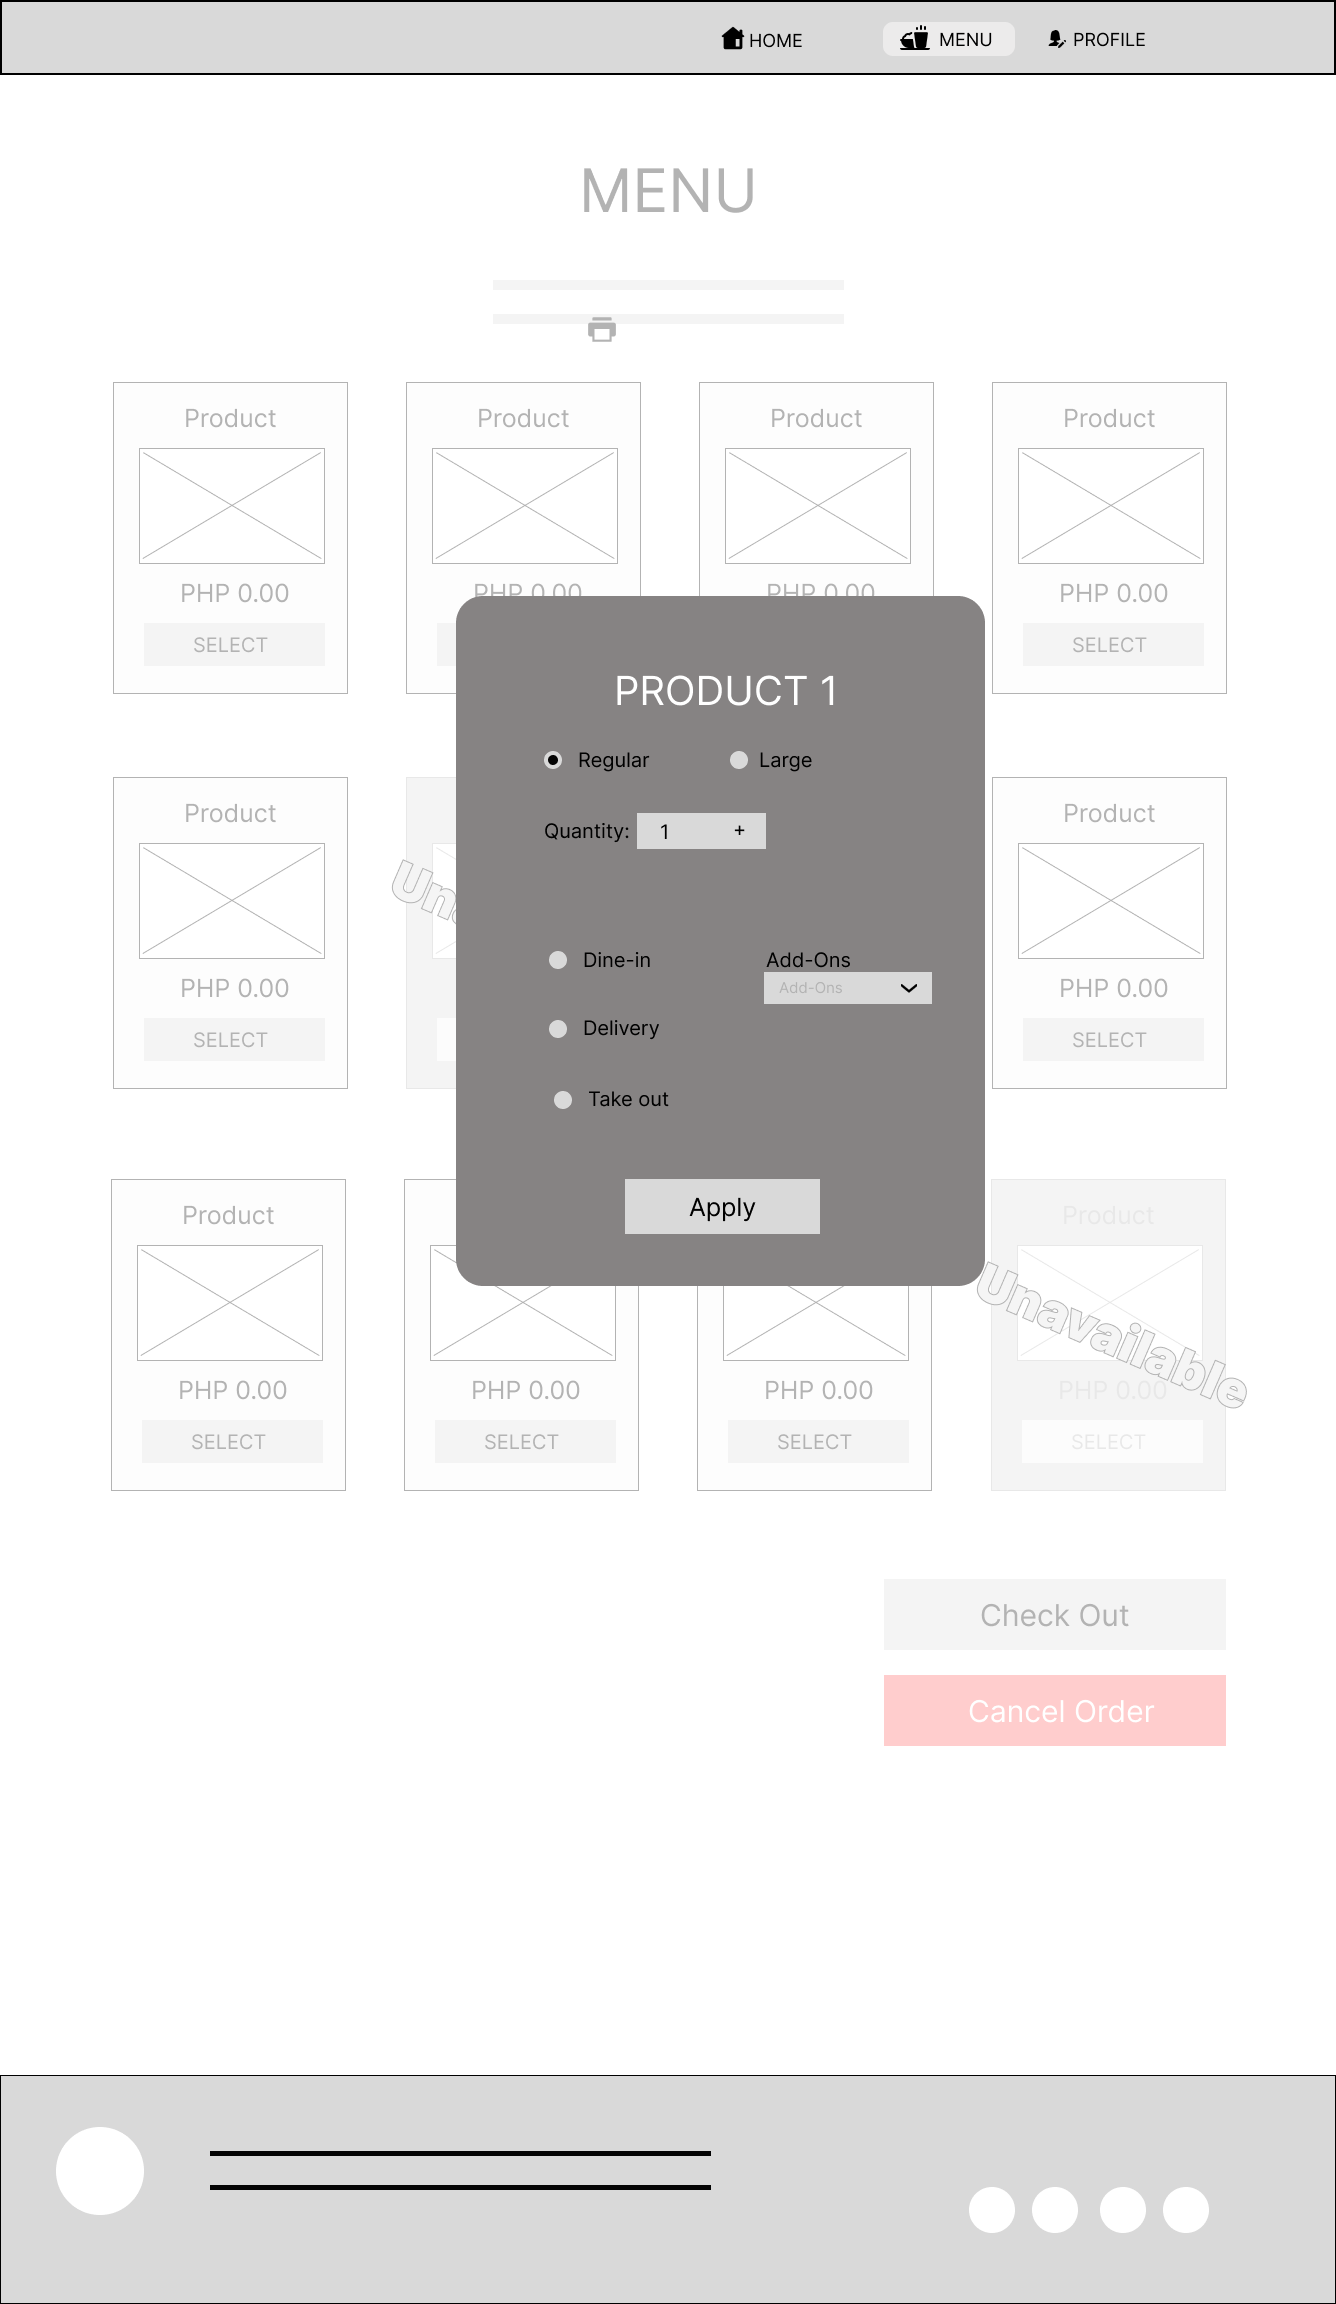 HOME MENU PROFILE
MENU
Product Product Product Product
PHP 0.00 PHP 0.00 PHP 0.00 PHP 0.00
SELECT SELECT
PRODUCT 1
Regular Large
Quantity: 1 +
Product Product
PHP 0.00 PHP 0.00
SELECT SELECT
Dine-in Add-Ons
Add-Ons
Delivery
Take out
Apply
Product Product
Unavailable
PHP 0.00 PHP 0.00 PHP 0.00 PHP 0.00
SELECT SELECT SELECT SELECT
Check Out
Cancel Order